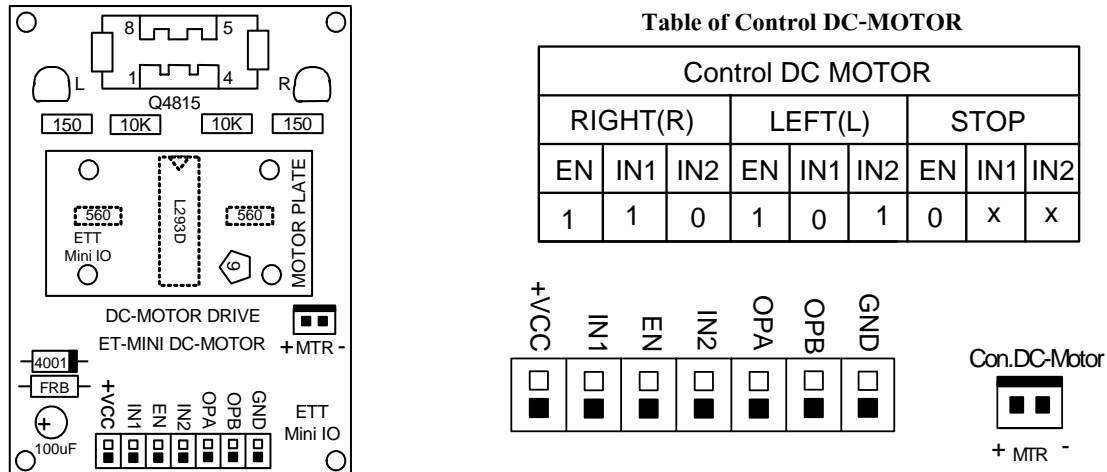 8 5
1 4
L R
Q4815
150 10K 10K 150
560 L293D 560
ETT
Mini IO
9
MOTOR PLATE
DC-MOTOR DRIVE
ET-MINI DC-MOTOR
+ MTR -
4001
FRB
+
100uF
+VCC IN1 EN IN2 OPA OPB GND
ETT
Mini IO
Table of Control DC-MOTOR
Control DC MOTOR
RIGHT(R) LEFT(L) STOP
EN IN1 IN2 EN IN1 IN2 EN IN1 IN2
1 1 0 1 0 1 0 x x
+VCC IN1 EN IN2 OPA OPB GND
Con.DC-Motor
+ MTR -